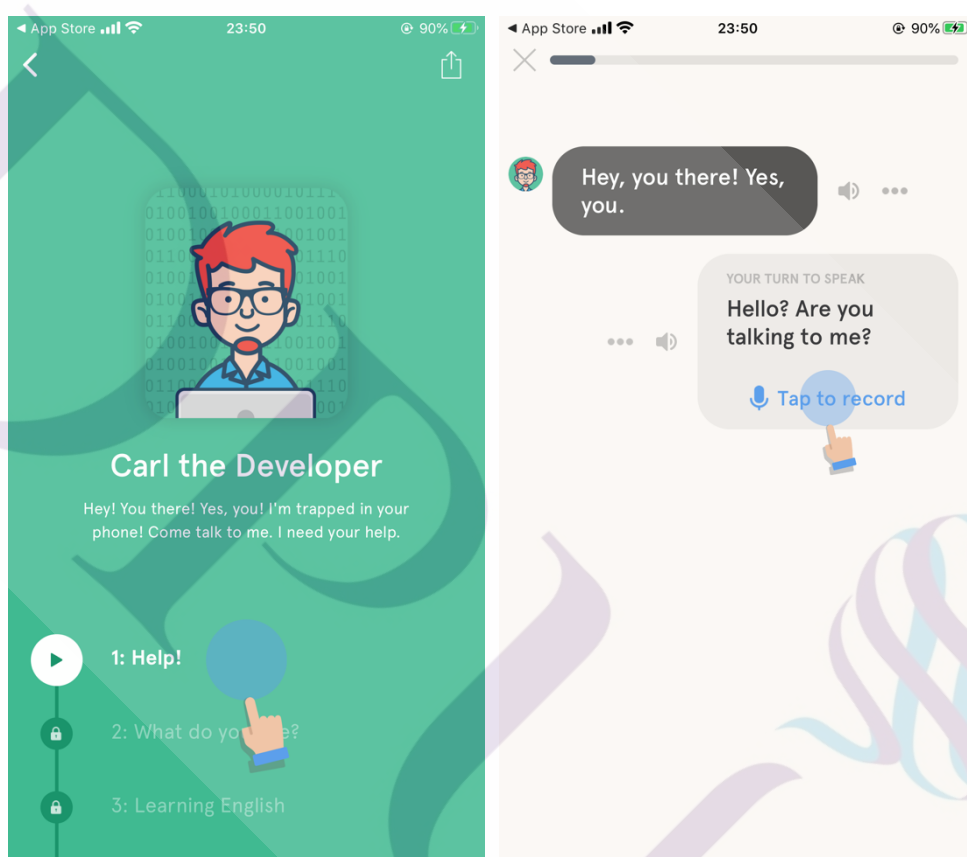 App Store
23:50
90%
Carl the Developer
Hey! You there! Yes, you! I'm trapped in your
phone! Come talk to me. I need your help.
1: Help!
2: What do yo e?
3: Learning English
App Store
23:50
90%
Hey, you there! Yes,
you.
YOUR TURN TO SPEAK
Hello? Are you
talking to me?
Tap to record